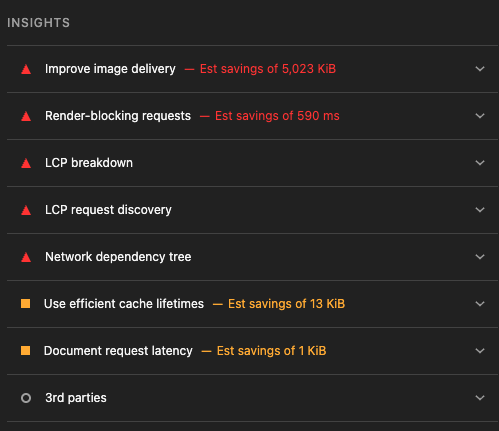 INSIGHTS
Improve image delivery — Est savings of 5,023 KiB
Render-blocking requests — Est savings of 590 ms
LCP breakdown
LCP request discovery
Network dependency tree
Use efficient cache lifetimes — Est savings of 13 KiB
Document request latency — Est savings of 1 KiB
3rd parties